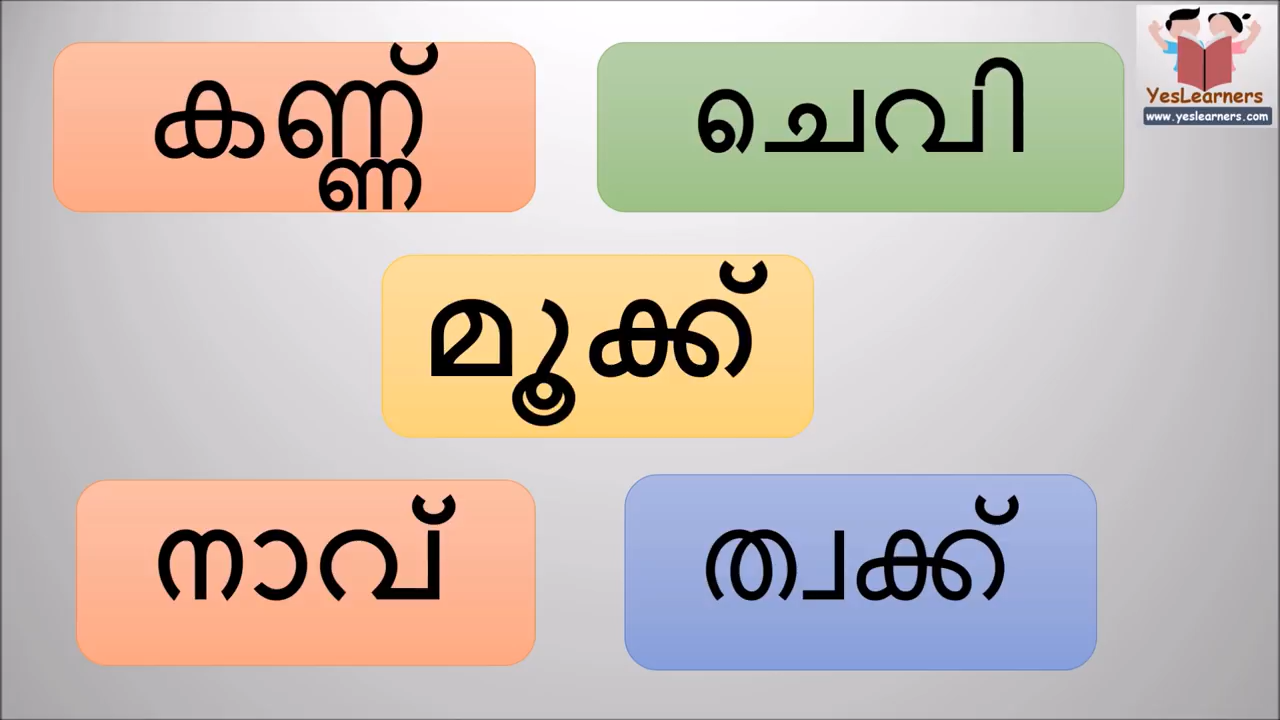 കണ്ണ്
ചെവി
മൂക്ക്
നാവ്
ത്വക്ക്
YesLearners
www.yeslearners.com